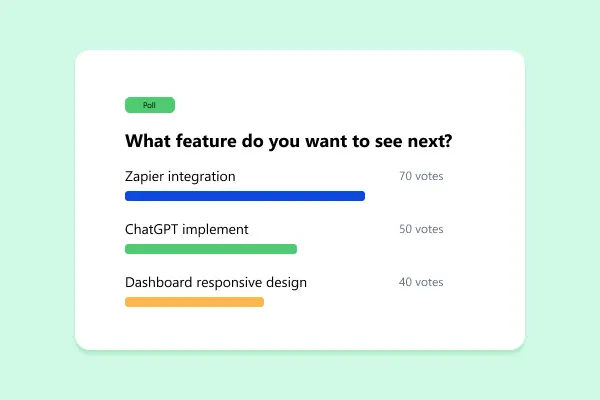 Poll
What feature do you want to see next?
Zapier integration 70 votes
ChatGPT implement 50 votes
Dashboard responsive design 40 votes